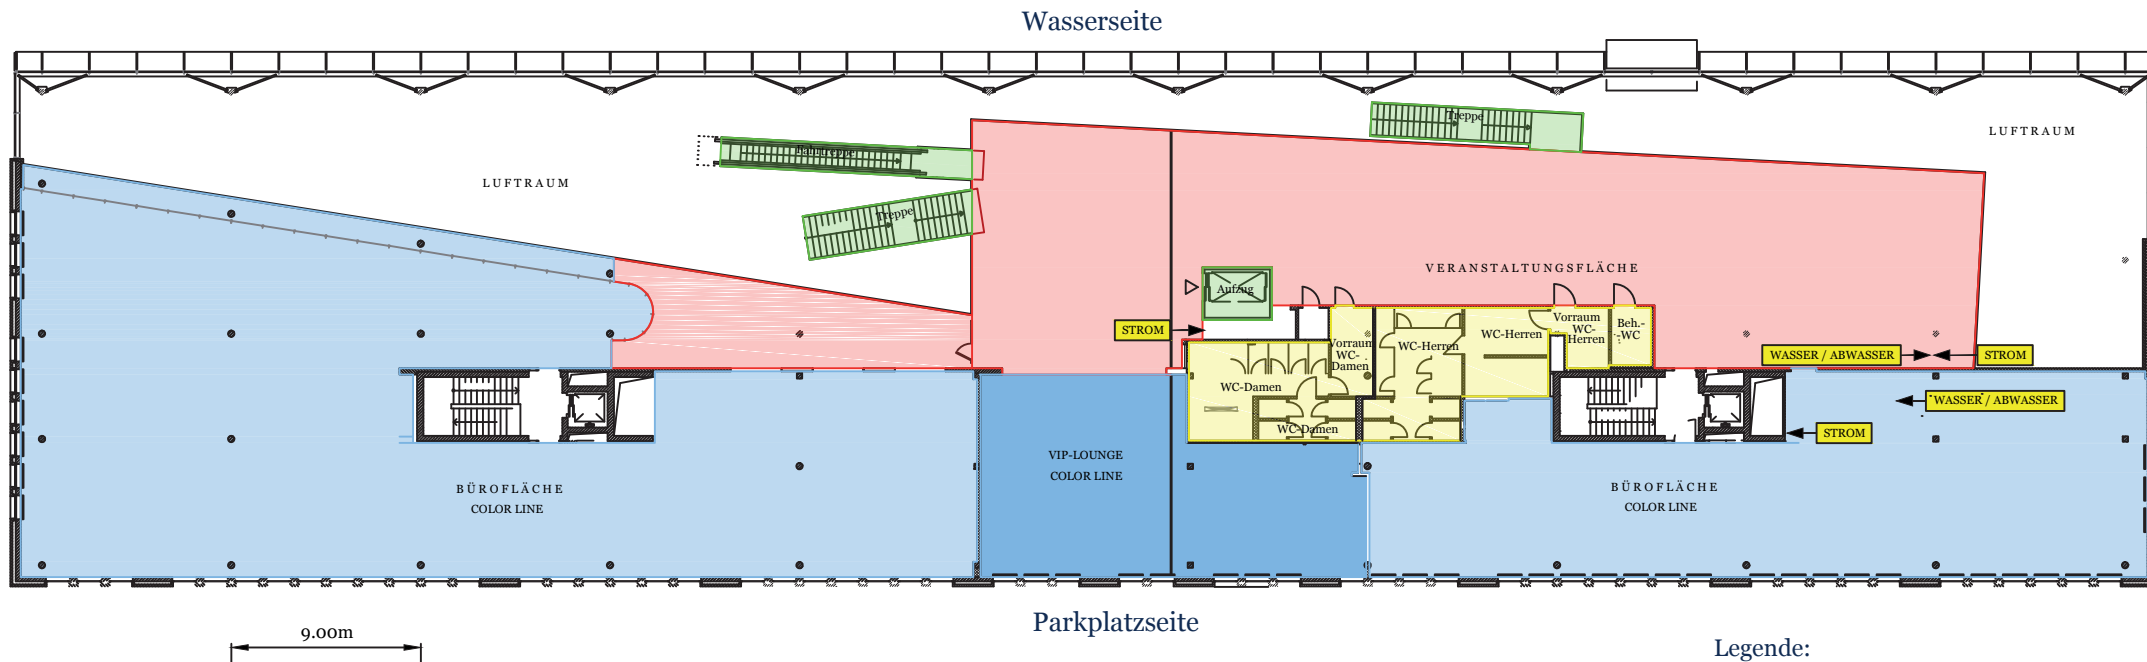 Wasserseite
Treppe
LUFTRAUM
Fahrtreppe
LUFTRAUM
Treppe
VERANSTALTUNGSFLÄCHE
Aufzug
STROM
Vorraum
WC-
Damen
WC-Herren
WC-Herren
Vorraum
WC-
Herren
Beh.-
WC
WASSER / ABWASSER
STROM
WC-Damen
WASSER / ABWASSER
WC-Damen
STROM
VIP-LOUNGE
COLOR LINE
BÜROFLÄCHE
COLOR LINE
BÜROFLÄCHE
COLOR LINE
Parkplatzseite
9.00m
Legende: